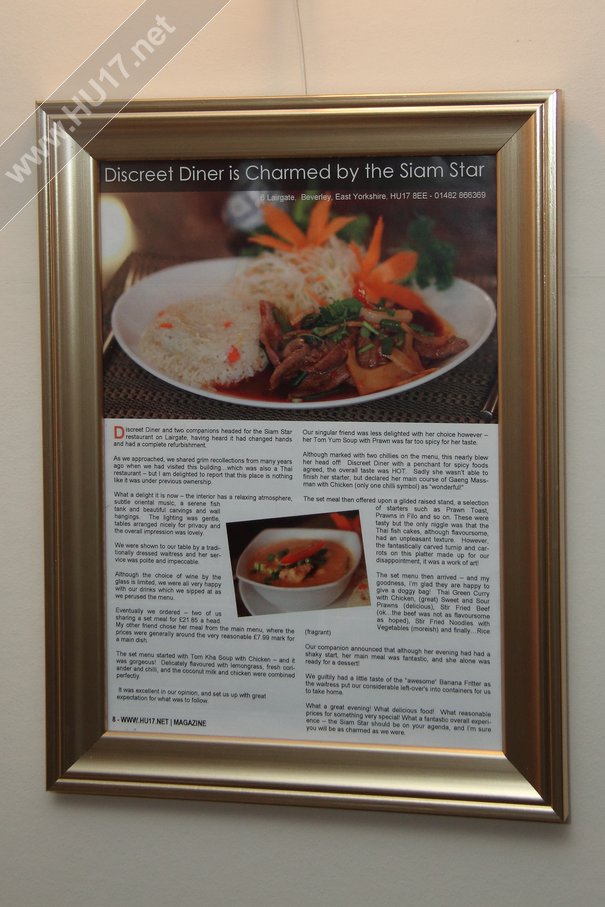 www.HU17.net
Discreet Diner is Charmed by the Siam Star
6 Lairgate, Beverley, East Yorkshire, HU17 8EE - 01482 866369
Discreet Diner and two companions headed for the Siam Star
restaurant on Lairgate, having heard it had changed hands
and had a complete refurbishment.
As we approached, we shared grim recollections from many years
ago when we had visited this building...which was also a Thai
restaurant – but I am delighted to report that this place is nothing
like it was under previous ownership.
What a delight it is now – the interior has a relaxing atmosphere,
subtle oriental music, a serene fish
tank and beautiful carvings and wall
hangings. The lighting was gentle,
tables arranged nicely for privacy and
the overall impression was lovely.
We were shown to our table by a tradi-
tionally dressed waitress and her ser-
vice was polite and impeccable.
Although the choice of wine by the
glass is limited, we were all very happy
with our drinks which we sipped at as
we perused the menu.
Eventually we ordered – two of us
sharing a set meal for £21.85 a head.
My other friend chose her meal from the main menu, where the
prices were generally around the very reasonable £7.99 mark for
a main dish.
The set menu started with Tom Kha Soup with Chicken – and it
was gorgeous! Delicately flavoured with lemongrass, fresh cori-
ander and chilli, and the coconut milk and chicken were combined
perfectly.
It was excellent in our opinion, and set us up with great
expectation for what was to follow.
8 - WWW.HU17.NET | MAGAZINE
Our singular friend was less delighted with her choice however –
her Tom Yum Soup with Prawn was far too spicy for her taste.
Although marked with two chillies on the menu, this nearly blew
her head off! Discreet Diner with a penchant for spicy foods
agreed, the overall taste was HOT. Sadly she wasn't able to
finish her starter, but declared her main course of Gaeng Mass-
man with Chicken (only one chilli symbol) as "wonderful!"
The set meal then offered upon a gilded raised stand, a selection
of starters such as Prawn Toast,
Prawns in Filo and so on. These were
tasty but the only niggle was that the
Thai fish cakes, although flavoursome,
had an unpleasant texture. However,
the fantastically carved turnip and car-
rots on this platter made up for our
disappointment, it was a work of art!
The set menu then arrived – and my
goodness, I'm glad they are happy to
give a doggy bag! Thai Green Curry
with Chicken, (great) Sweet and Sour
Prawns (delicious), Stir Fried Beef
(ok...the beef was not as flavoursome
as hoped), Stir Fried Noodles with
Vegetables (moreish) and finally...Rice
(fragrant)
Our companion announced that although her evening had had a
shaky start, her main meal was fantastic, and she alone was
ready for a dessert!
We guiltily had a little taste of the "awesome" Banana Fritter as
the waitress put our considerable left-over's into containers for us
to take home.
What a great evening! What delicious food! What reasonable
prices for something very special! What a fantastic overall experi-
ence – the Siam Star should be on your agenda, and I'm sure
you will be as charmed as we were.